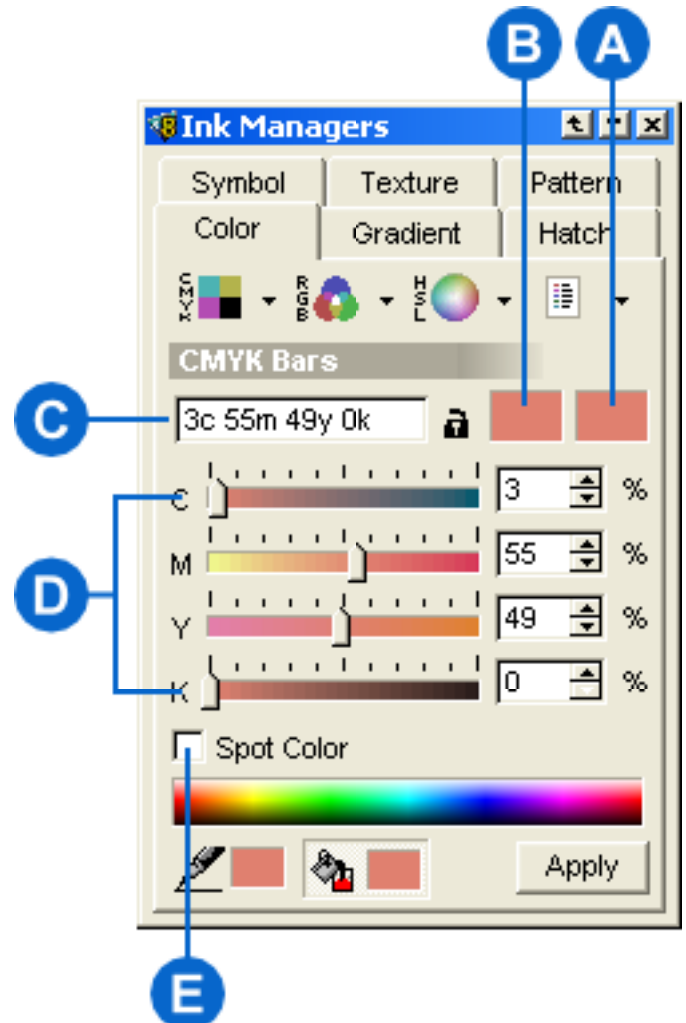 B A
Ink Managers
Symbol Texture Pattern
Color Gradient Hatch
CMYK RGB HSL
CMYK Bars
C 3c 55m 49y 0k
C 3 %
M 55 %
D
Y 49 %
K 0 %
Spot Color
Apply
E